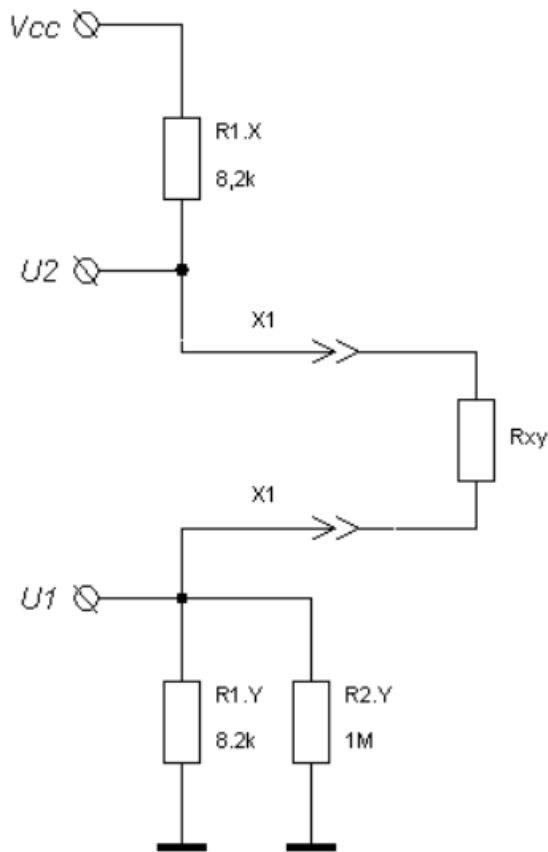 Vcc
R1.X
8,2k
U2
X1
Rxy
X1
U1
R1.Y R2.Y
8.2k 1M